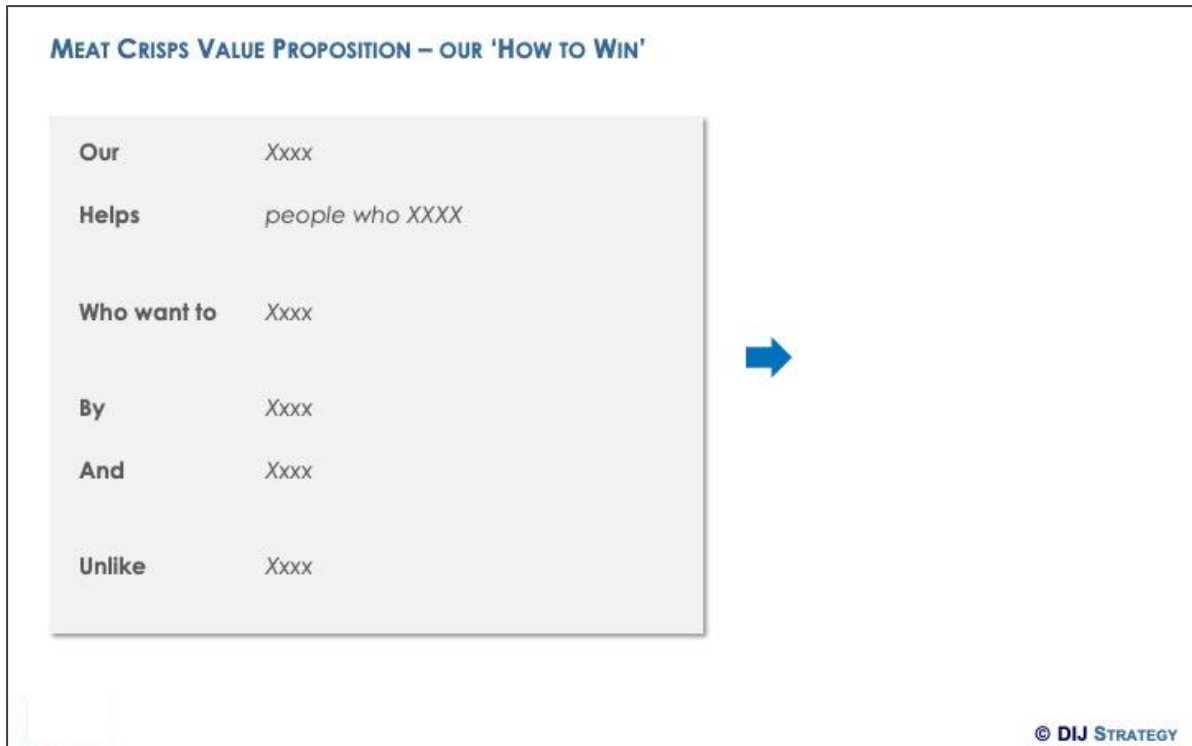 MEAT CRISPS VALUE PROPOSITION – OUR 'HOW TO WIN'
Our Xxxx
Helps people who XXXX
Who want to Xxxx
By Xxxx
And Xxxx
Unlike Xxxx
© DIJ STRATEGY